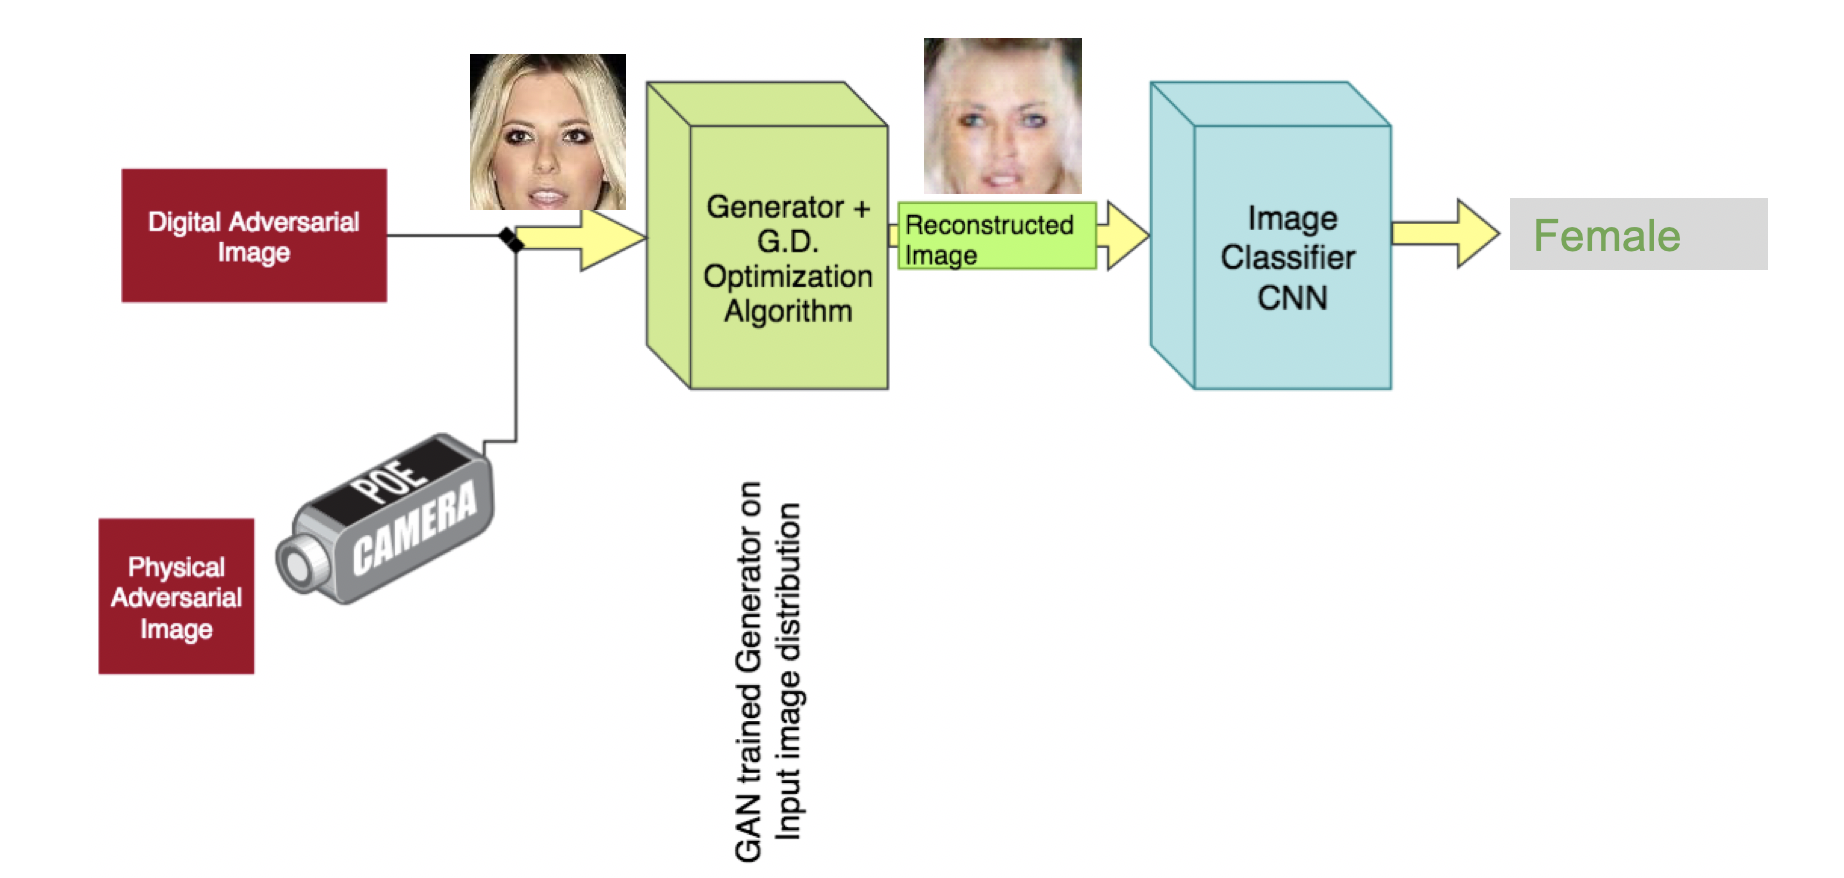 Digital Adversarial
Image
Generator +
G.D.
Optimization
Algorithm
Reconstructed
Image
Image
Classifier
CNN
Female
POE
CAMERA
Physical
Adversarial
Image
GAN trained Generator on
Input image distribution